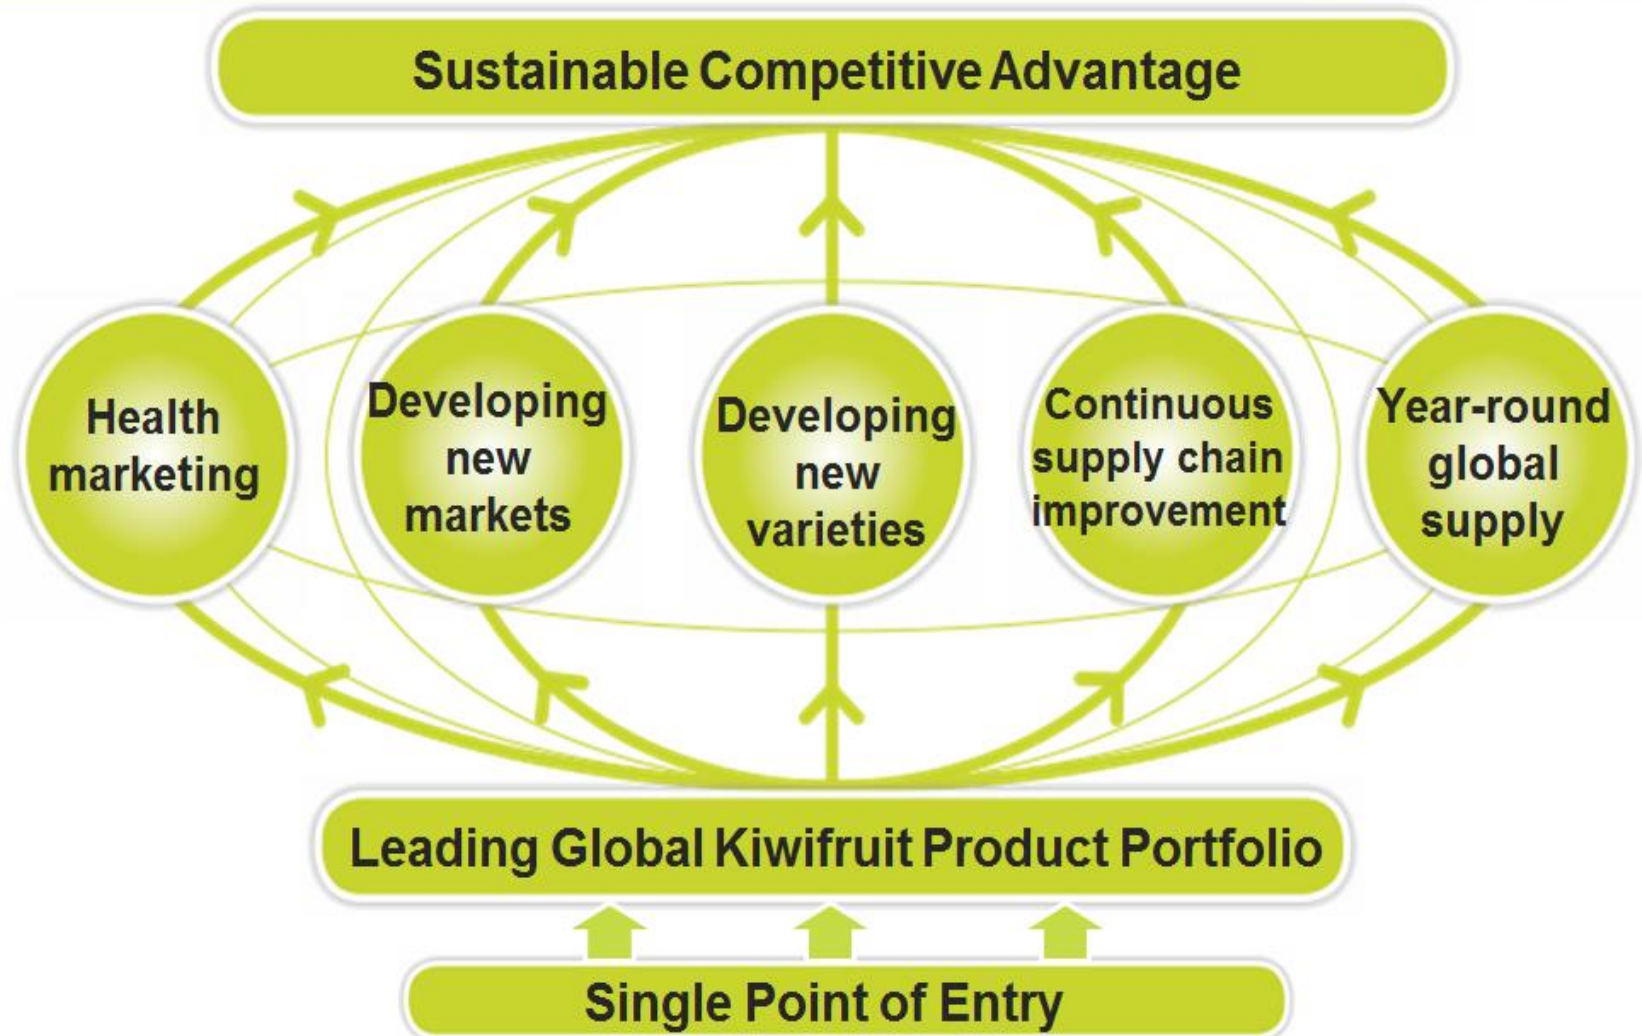 Sustainable Competitive Advantage
Health
marketing
Developing
new
markets
Developing
new
varieties
Continuous
supply chain
improvement
Year-round
global
supply
Leading Global Kiwifruit Product Portfolio
Single Point of Entry